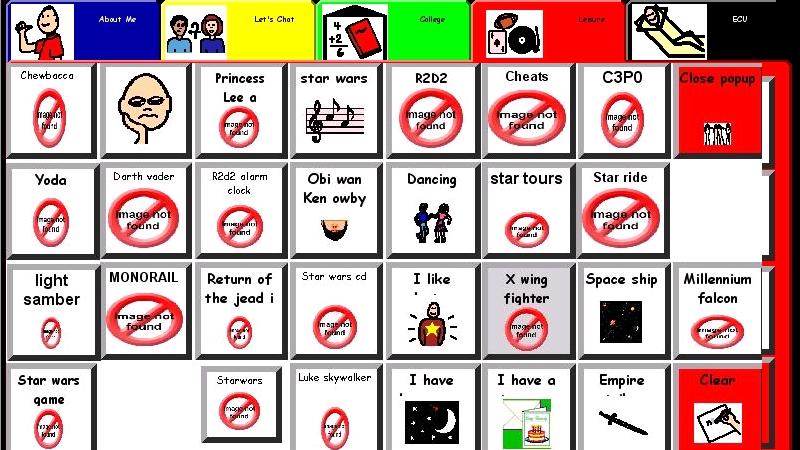 About Me
Let's Chat
College
Leisure
ECU
4
+2
6
Chewbacca
Image not found
Princess
Lee a
Image not
found
star wars
R2D2
Image not
found
Cheats
Image not
found
C3P0
Image not
found
Close popup
Yoda
Image not
found
Darth vader
Image not
found
R2d2 alarm
clock
Image not
found
Obi wan
Ken owby
Dancing
star tours
Image not
found
Star ride
Image not
found
light
samber
MONORAIL
Image not
found
Return of
the jead i
Image not
found
Star wars cd
Image not
found
I like
X wing
fighter
Image not
found
Space ship
Millennium
falcon
Image not
found
Star wars
game
Image not
found
Starwars
Image not
found
Luke skywalker
Image not
found
I have
I have a
Empire
Clear